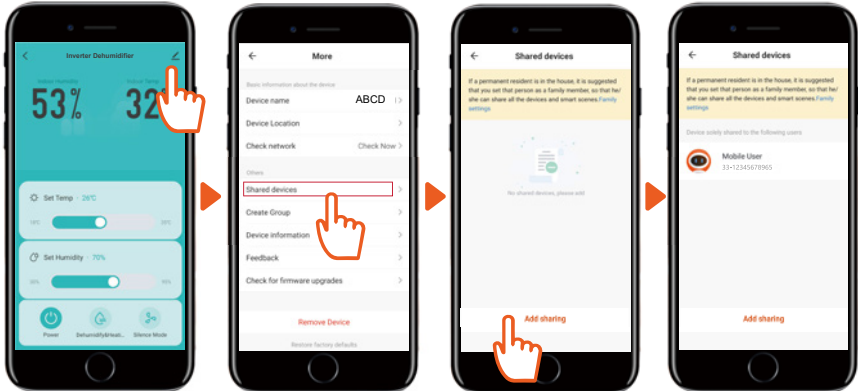 Inverter Dehumidifier
Indoor Humidity
Indoor Temp
53%
32
Set Temp · 26°C
Set Humidity · 70%
30%
Power
Silence Mode
More
Basic information about the device
Device name
ABCD
Device Location
Check network
Check Now
Others
Shared devices
Create Group
Device information
Feedback
Check for firmware upgrades
Remove Device
Restore factory defaults
Shared devices
If a permanent resident is in the house, it is suggested
that you set that person as a family member, so that he/
she can share all the devices and smart scenes.Family
settings
No shared devices, please add
Add sharing
Shared devices
If a permanent resident is in the house, it is suggested
that you set that person as a family member, so that he/
she can share all the devices and smart scenes.Family
settings
Device solely shared to the following users
Mobile User
33-12345678965
Add sharing